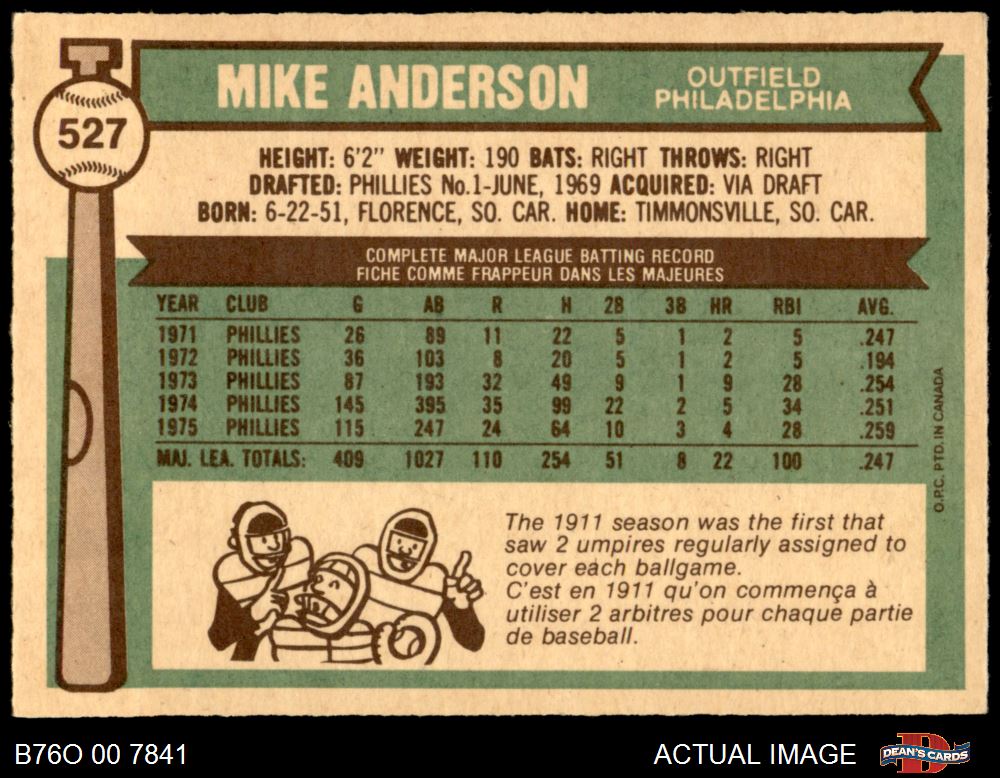 527
MIKE ANDERSON
OUTFIELD
PHILADELPHIA
HEIGHT: 6'2" WEIGHT: 190 BATS: RIGHT THROWS: RIGHT
DRAFTED: PHILLIES No.1-JUNE, 1969 ACQUIRED: VIA DRAFT
BORN: 6-22-51, FLORENCE, SO. CAR. HOME: TIMMONSVILLE, SO. CAR.
COMPLETE MAJOR LEAGUE BATTING RECORD
FICHE COMME FRAPPEUR DANS LES MAJEURES
YEAR CLUB G AB R H 2B 3B HR RBI AVG.
1971 PHILLIES 26 89 11 22 5 1 2 5 .247
1972 PHILLIES 36 103 8 20 5 1 2 5 .194
1973 PHILLIES 87 193 32 49 9 1 9 28 .254
1974 PHILLIES 145 395 35 99 22 2 5 34 .251
1975 PHILLIES 115 247 24 64 10 3 4 28 .259
MAJ. LEA. TOTALS: 409 1027 110 254 51 8 22 100 .247
O.P.C. PTD. IN CANADA
The 1911 season was the first that
saw 2 umpires regularly assigned to
cover each ballgame.
C'est en 1911 qu'on commença à
utiliser 2 arbitres pour chaque partie
de baseball.
B76O 00 7841
ACTUAL IMAGE
D
DEAN'S CARDS